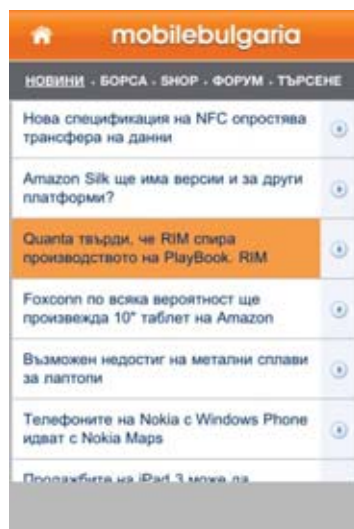 mobilebulgaria
НОВИНИ . БОРСА . SHOP . ФОРУМ . ТЪРСЕНЕ
Нова спецификация на NFC опростява
трансфера на данни
Amazon Silk ще има версии и за други
платформи?
Quanta твърди, че RIM спира
производството на PlayBook. RIM
Foxconn по всяка вероятност ще
произвежда 10" таблет на Amazon
Възможен недостиг на метални сплави
за лаптопи
Телефоните на Nokia с Windows Phone
идват с Nokia Maps
Продажбите на iPad 3 може да